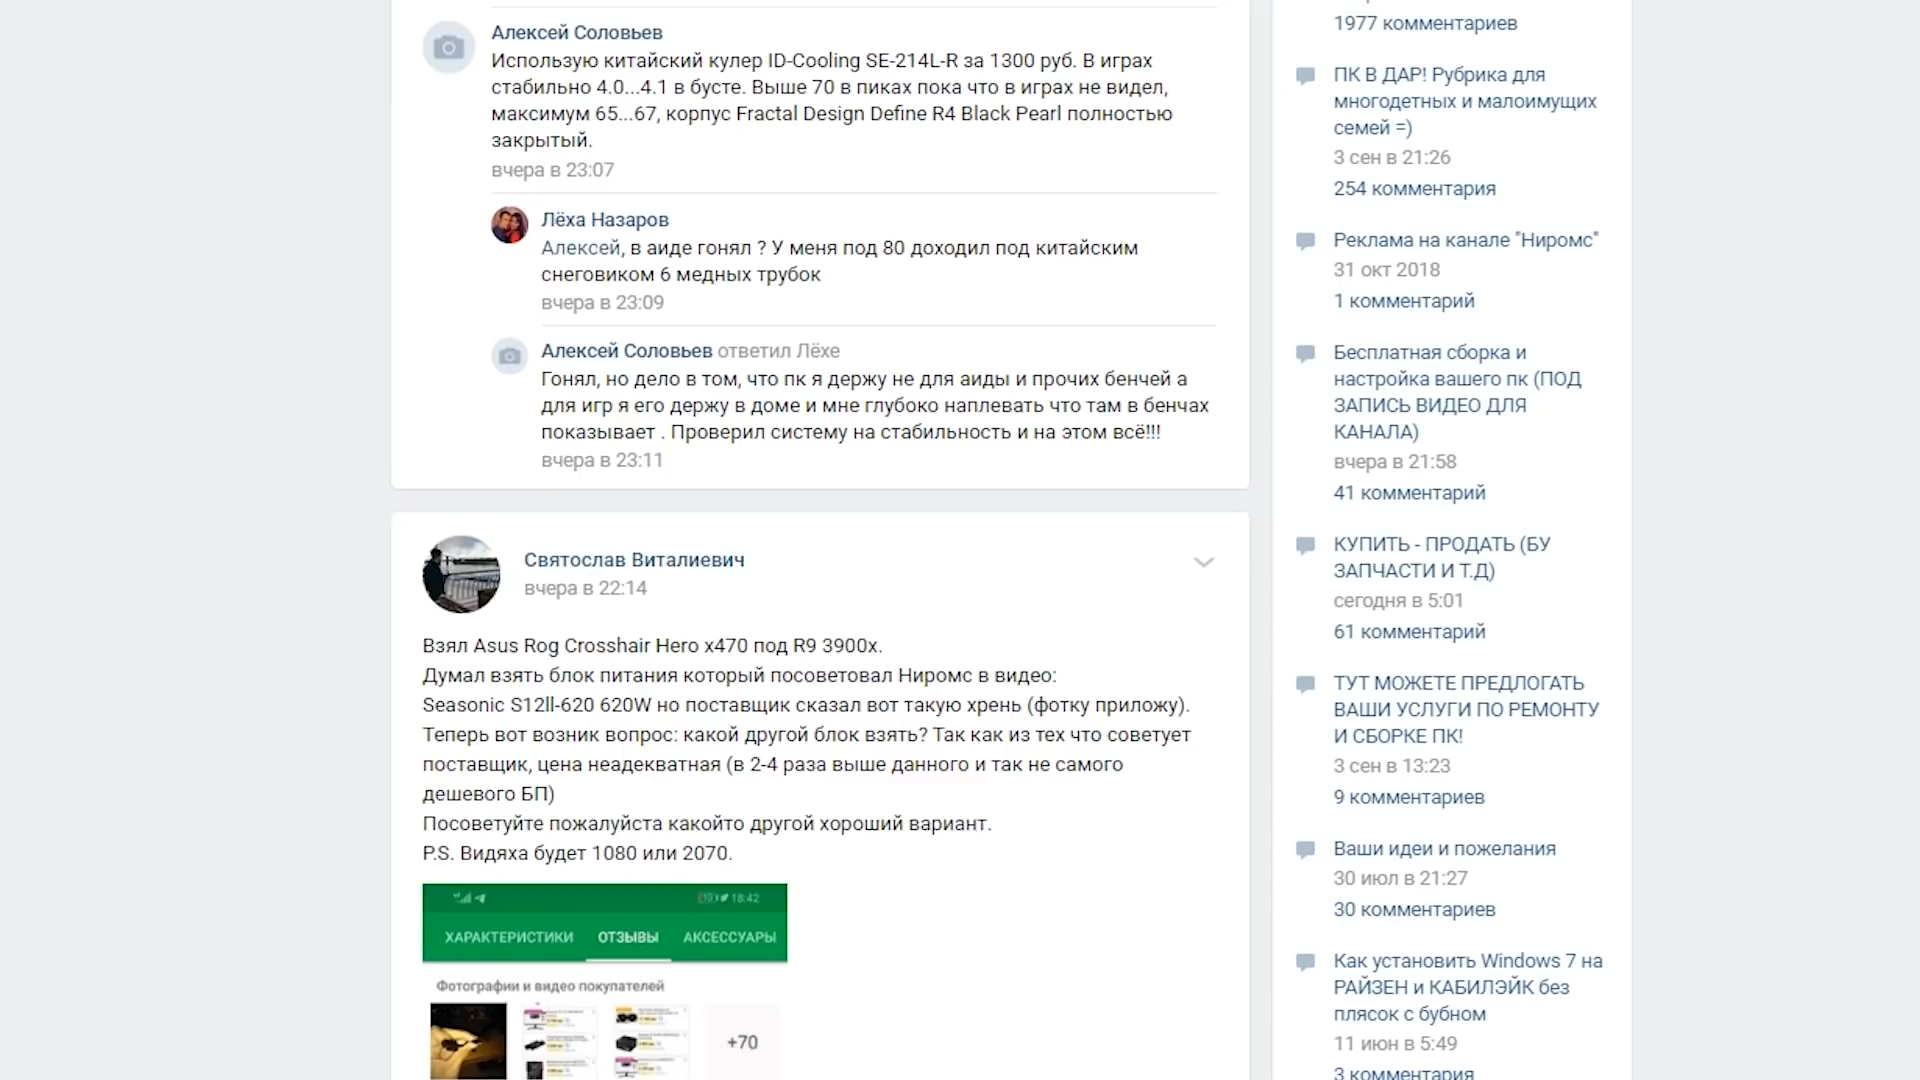 Алексей Соловьев
Использую китайский кулер ID-Cooling SE-214L-R за 1300 руб. В играх
стабильно 4.0...4.1 в бусте. Выше 70 в пиках пока что в играх не видел,
максимум 65...67, корпус Fractal Design Define R4 Black Pearl полностью
закрытый.
вчера в 23:07
Лёха Назаров
Алексей, в аиде гонял ? У меня под 80 доходил под китайским
снеговиком 6 медных трубок
вчера в 23:09
Алексей Соловьев ответил Лёхе
Гонял, но дело в том, что пк я держу не для аиды и прочих бенчей а
для игр я его держу в доме и мне глубоко наплевать что там в бенчах
показывает . Проверил систему на стабильность и на этом всё!!!
вчера в 23:11
Святослав Виталиевич
вчера в 22:14
Взял Asus Rog Crosshair Hero x470 под R9 3900x.
Думал взять блок питания который посоветовал Ниромс в видео:
Seasonic S12ll-620 620W но поставщик сказал вот такую хрень (фотку приложу).
Теперь вот возник вопрос: какой другой блок взять? Так как из тех что советует
поставщик, цена неадекватная (в 2-4 раза выше данного и так не самого
дешевого БП)
Посоветуйте пожалуйста какойто другой хороший вариант.
P.S. Видяха будет 1080 или 2070.
18:42
ХАРАКТЕРИСТИКИ ОТЗЫВЫ АКСЕССУАРЫ
Фотографии и видео покупателей
+70
1977 комментариев
ПК В ДАР! Рубрика для
многодетных и малоимущих
семей =)
3 сен в 21:26
254 комментария
Реклама на канале "Ниромс"
31 окт 2018
1 комментарий
Бесплатная сборка и
настройка вашего пк (ПОД
ЗАПИСЬ ВИДЕО ДЛЯ
КАНАЛА)
вчера в 21:58
41 комментарий
КУПИТЬ - ПРОДАТЬ (БУ
ЗАПЧАСТИ И Т.Д)
сегодня в 5:01
61 комментарий
ТУТ МОЖЕТЕ ПРЕДЛОГАТЬ
ВАШИ УСЛУГИ ПО РЕМОНТУ
И СБОРКЕ ПК!
3 сен в 13:23
9 комментариев
Ваши идеи и пожелания
30 июл в 21:27
30 комментариев
Как установить Windows 7 на
РАЙЗЕН и КАБИЛЭЙК без
плясок с бубном
11 июн в 5:49
3 комментария